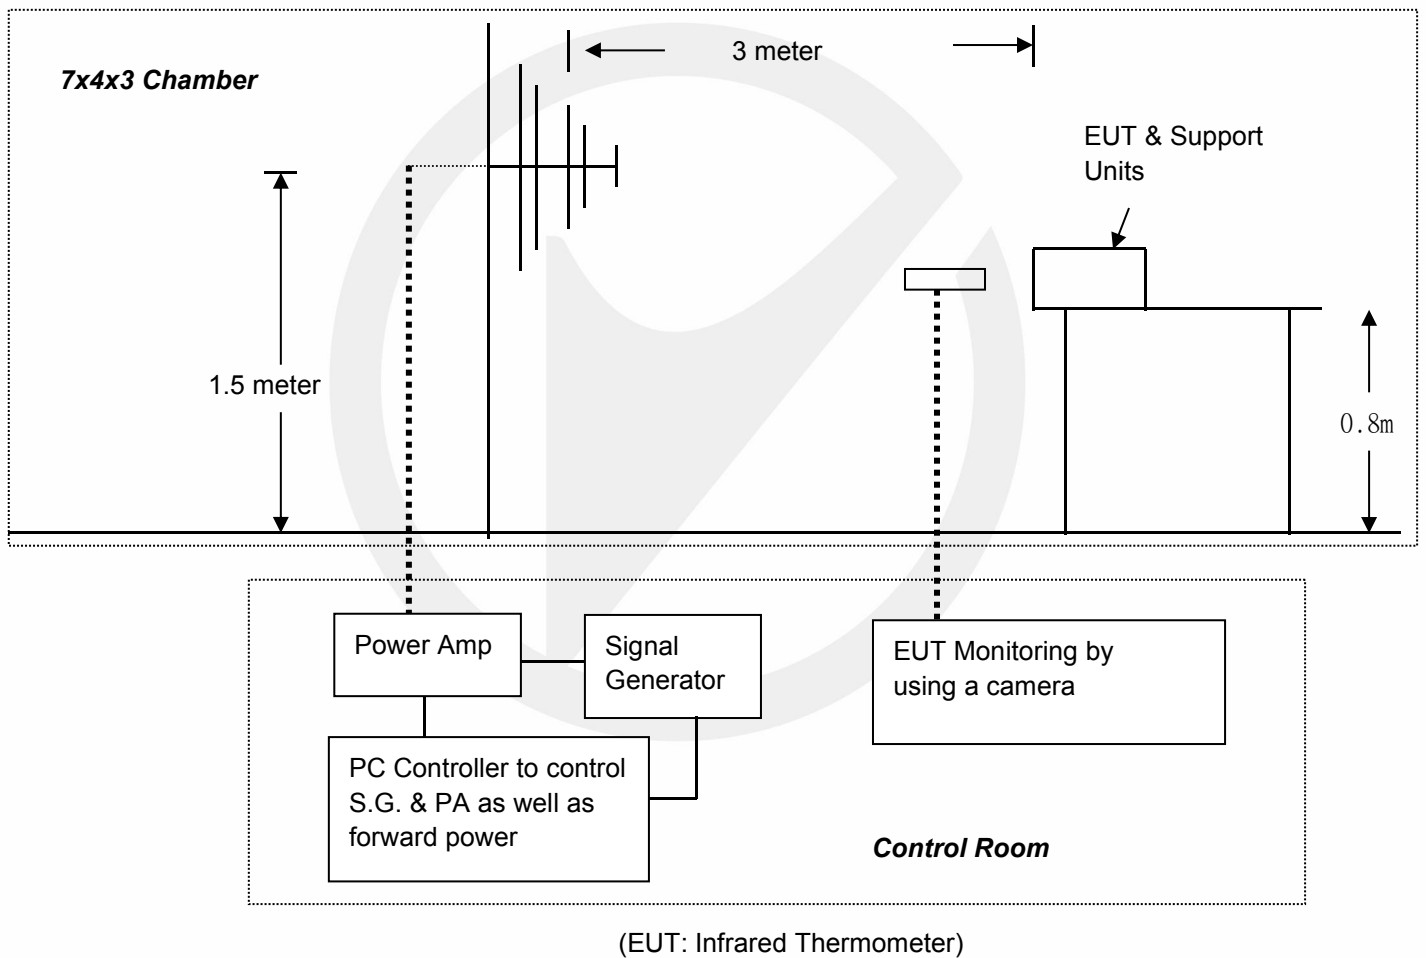 3 meter
7x4x3 Chamber
EUT & Support
Units
1.5 meter
0.8m
Power Amp
Signal
Generator
EUT Monitoring by
using a camera
PC Controller to control
S.G. & PA as well as
forward power
Control Room
(EUT: Infrared Thermometer)